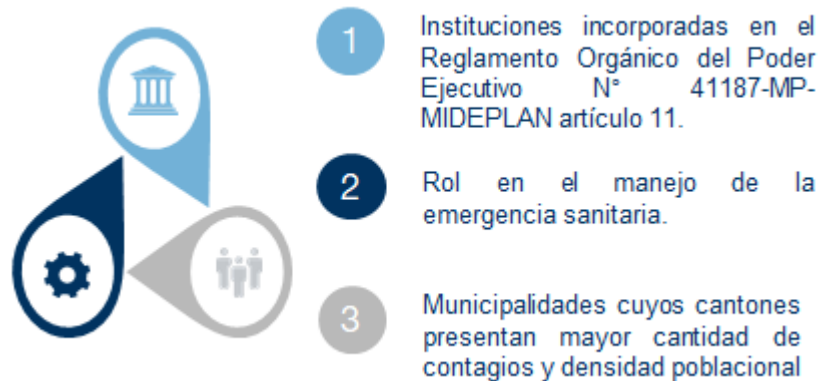 1
Instituciones incorporadas en el
Reglamento Orgánico del Poder
Ejecutivo N° 41187-MP-
MIDEPLAN artículo 11.
2
Rol en el manejo de la
emergencia sanitaria.
3
Municipalidades cuyos cantones
presentan mayor cantidad de
contagios y densidad poblacional